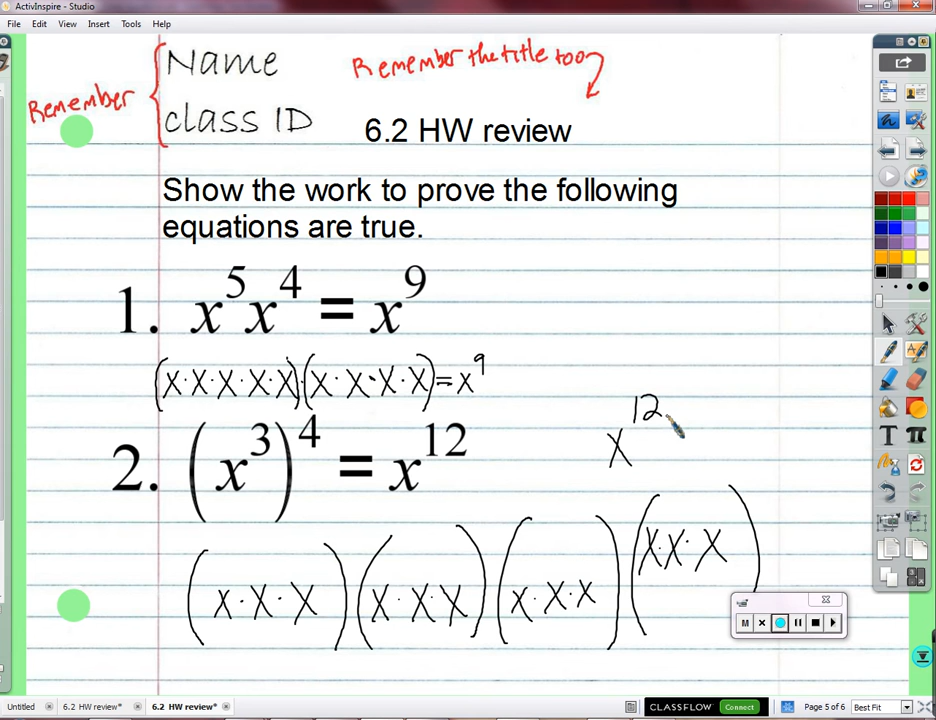 ActivInspire - Studio
File Edit View Insert Tools Help
Remember
Name
Remember the title too
class ID
6.2 HW review
Show the work to prove the following
equations are true.
1. x⁵x⁴ = x⁹
(x·x·x·x·x)·(x·x·x·x)=x⁹
x¹²
2. (x³)⁴ = x¹²
(x·x·x)(x·x·x)(x·x·x)(x·x·x)
M
T π
Untitled 6.2 HW review* 6.2 HW review* CLASSFLOW Connect Page 5 of 6 Best Fit